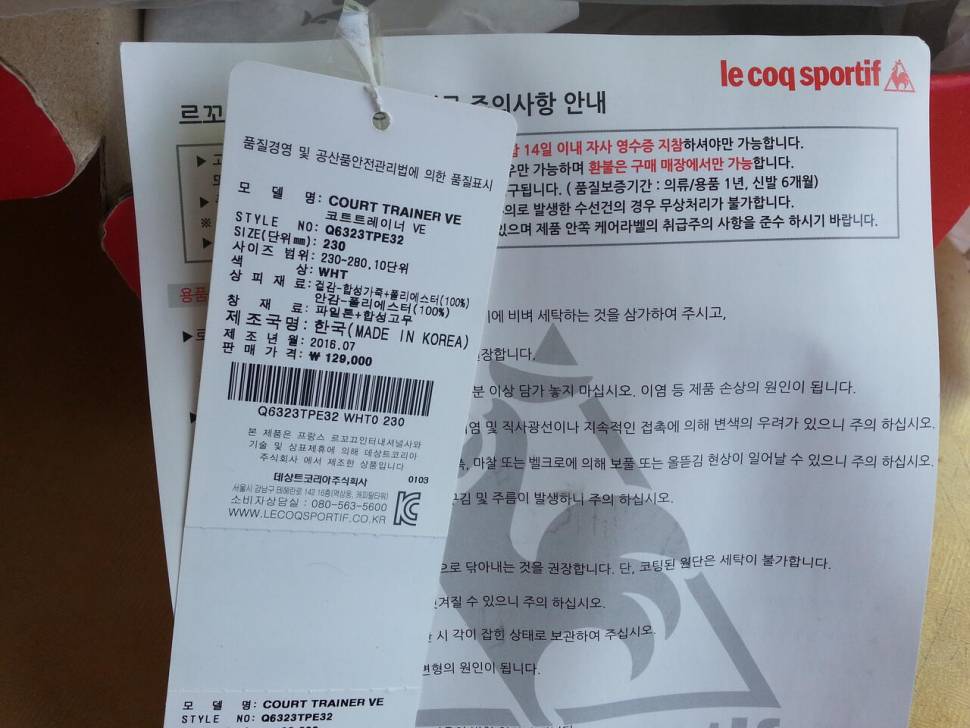 le coq sportif
르꼬
주의사항 안내
14일 이내 자사 영수증 지참하셔야만 가능합니다.
우만 가능하며 환불은 구매 매장에서만 가능합니다.
구됩니다. ( 품질보증기간 : 의류/용품 1년, 신발 6개월)
의로 발생한 수선건의 경우 무상처리가 불가합니다.
있으며 제품 안쪽 케어라벨의 취급주의 사항을 준수 하시기 바랍니다.
용품
에 비벼 세탁하는 것을 삼가하여 주시고,
장합니다.
분 이상 담가 놓지 마십시오. 이염 등 제품 손상의 원인이 됩니다.
염 및 직사광선이나 지속적인 접촉에 의해 변색의 우려가 있으니 주의 하십시오.
마찰 또는 벨크로에 의해 보풀 또는 올뜯김 현상이 일어날 수 있으니 주의 하십시오.
김 및 주름이 발생하니 주의 하십시오.
으로 닦아내는 것을 권장합니다. 단, 코팅된 원단은 세탁이 불가합니다.
겨질 수 있으니 주의 하십시오.
시 각이 잡힌 상태로 보관하여 주십시오.
변형의 원인이 됩니다.
품질경영 및 공산품안전관리법에 의한 품질표시
모 델 명: COURT TRAINER VE
코트트레이너 VE
STYLE NO: Q6323TPE32
SIZE(단위㎜): 230
사이즈 범위: 230-280,10단위
색 상: WHT
상 피 재 료: 겉감-합성가죽+폴리에스터(100%)
안감-폴리에스터(100%)
창 재 료: 파일론+합성고무
제조국명: 한국(MADE IN KOREA)
제 조 년 월: 2016.07
판 매 가 격: ₩ 129,000
Q6323TPE32 WHT0 230
본 제품은 프랑스 르꼬끄인터내셔널사와
기술 및 상표제휴에 의해 데상트코리아
주식회사 에서 제조한 상품입니다
데상트코리아주식회사 0103
서울시 강남구 테헤란로 142 16층(역삼동, 캐피탈타워)
소비자상담실 : 080-563-5600
WWW.LECOQSPORTIF.CO.KR
모 델 명: COURT TRAINER VE
STYLE NO: Q6323TPE32